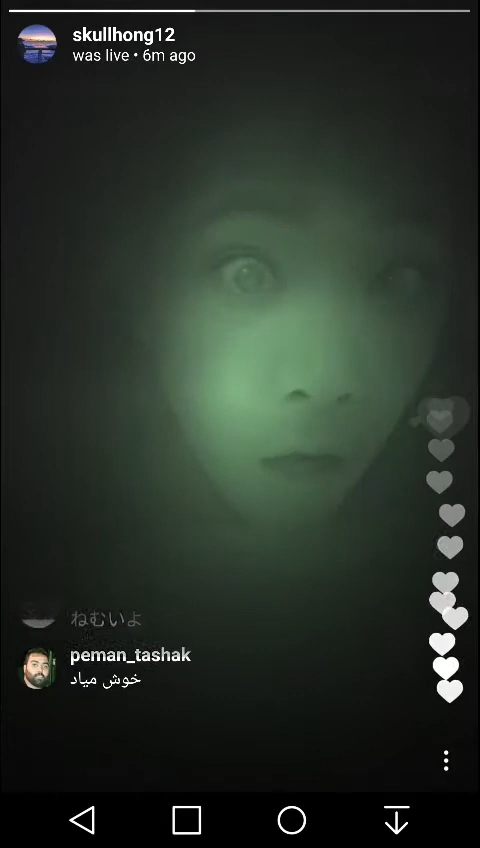 skullhong12
was live • 6m ago
ねむいよ
peman_tashak
خوش میاد